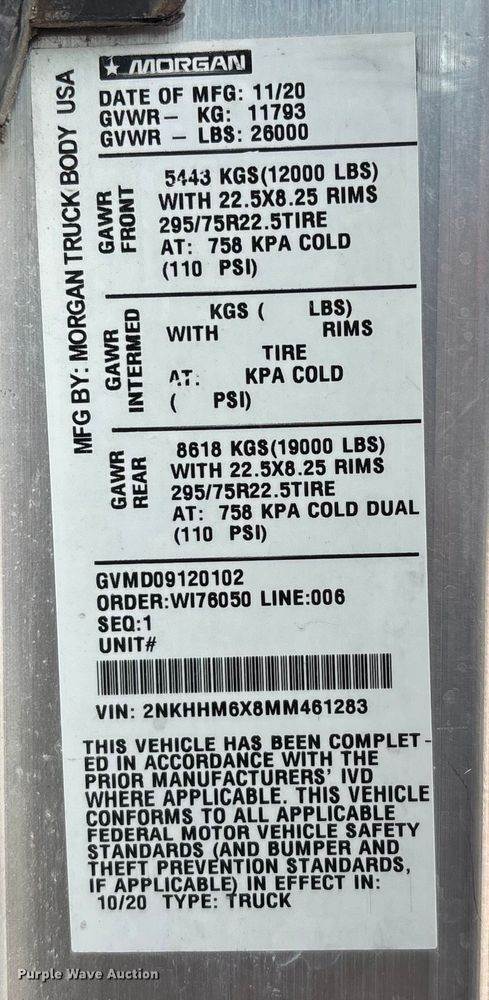 MORGAN
MFG BY: MORGAN TRUCK BODY USA
DATE OF MFG: 11/20
GVWR- KG: 11793
GVWR - LBS: 26000
GAWR FRONT
5443 KGS(12000 LBS)
WITH 22.5X8.25 RIMS
295/75R22.5TIRE
AT: 758 KPA COLD
(110 PSI)
GAWR INTERMED
KGS ( LBS)
WITH RIMS
TIRE
AT: KPA COLD
( PSI)
GAWR REAR
8618 KGS(19000 LBS)
WITH 22.5X8.25 RIMS
295/75R22.5TIRE
AT: 758 KPA COLD DUAL
(110 PSI)
GVMD09120102
ORDER:WI76050 LINE:006
SEQ:1
UNIT#
VIN: 2NKHHM6X8MM461283
THIS VEHICLE HAS BEEN COMPLET-
ED IN ACCORDANCE WITH THE
PRIOR MANUFACTURERS' IVD
WHERE APPLICABLE. THIS VEHICLE
CONFORMS TO ALL APPLICABLE
FEDERAL MOTOR VEHICLE SAFETY
STANDARDS (AND BUMPER AND
THEFT PREVENTION STANDARDS,
IF APPLICABLE) IN EFFECT IN:
10/20 TYPE: TRUCK
Purple Wave Auction